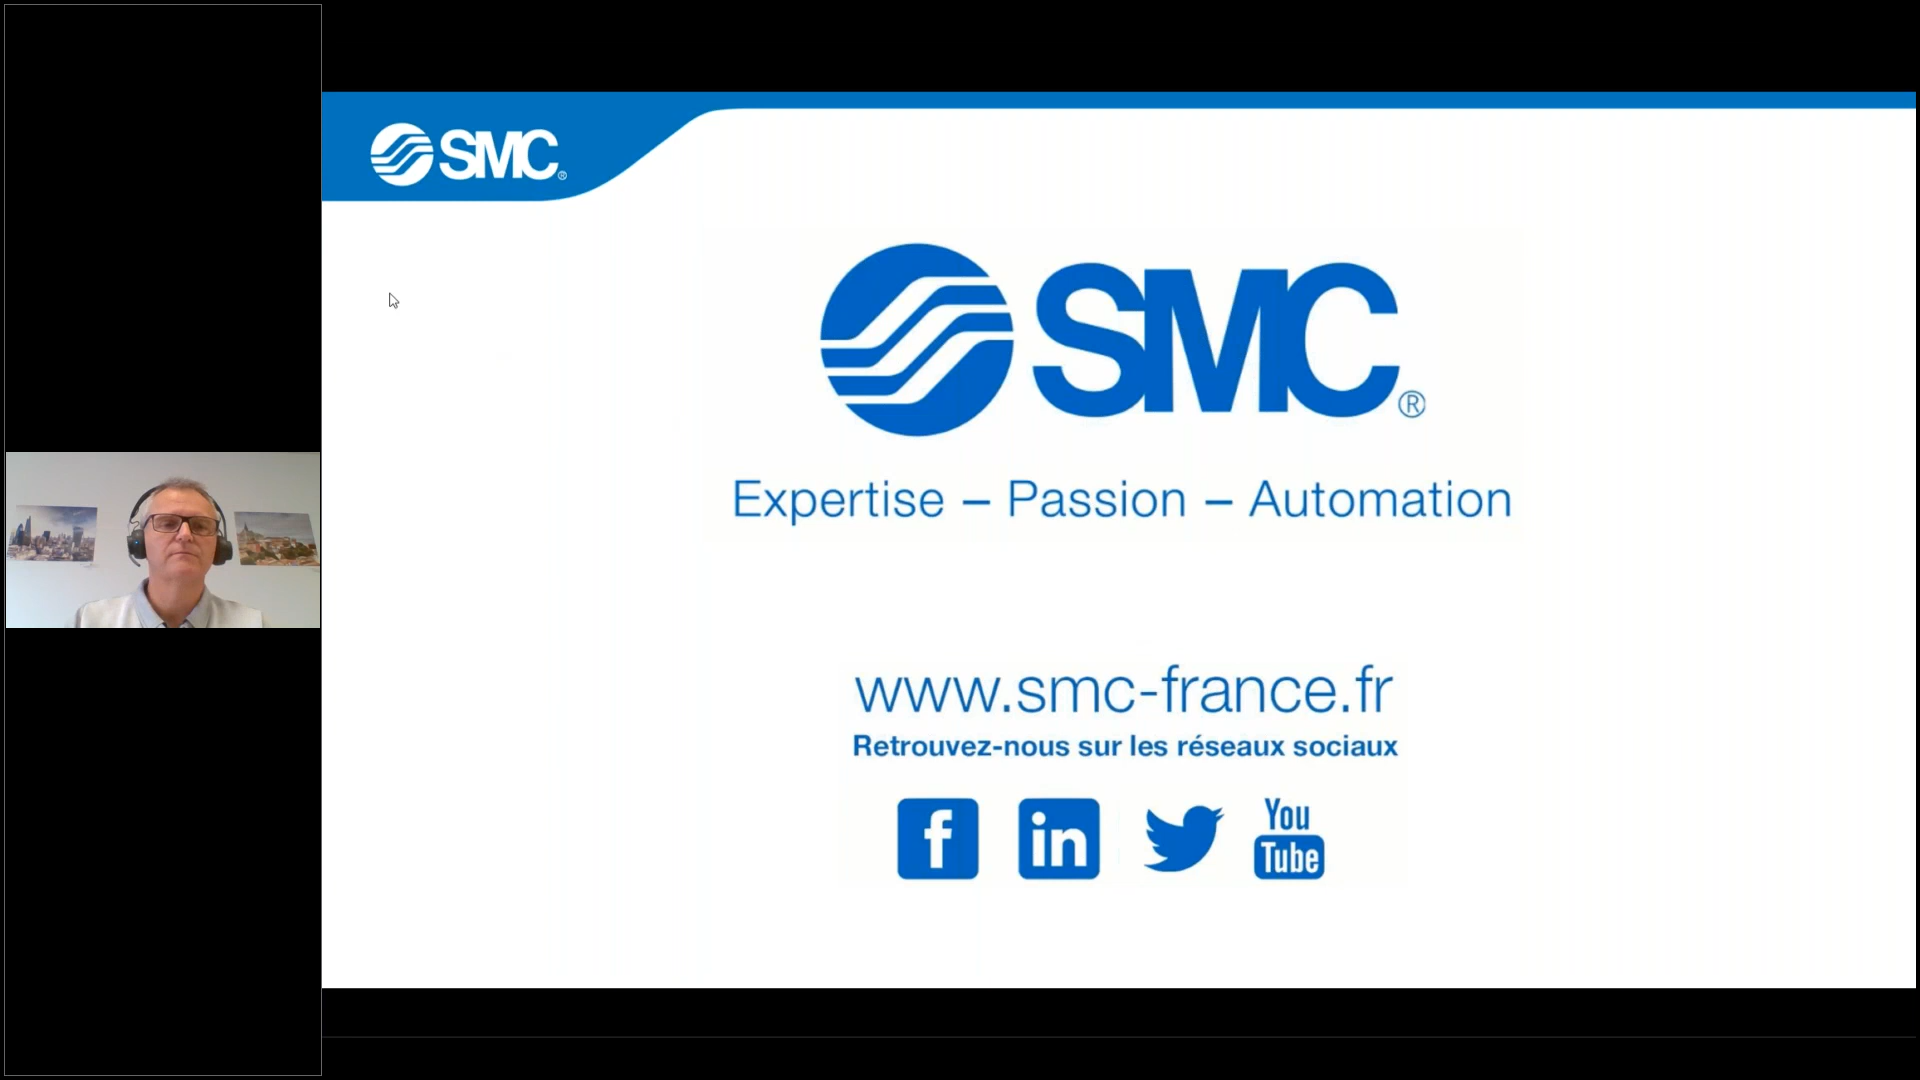 SMC®
SMC®
Expertise – Passion – Automation
www.smc-france.fr
Retrouvez-nous sur les réseaux sociaux
f in You
Tube